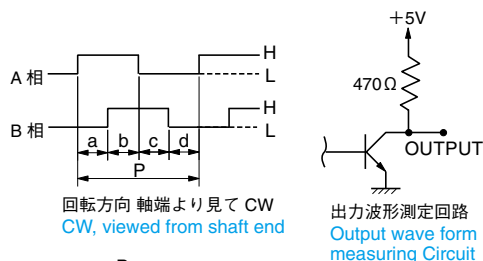 A 相
H
L
B 相
H
L
a b c d
P
回転方向 軸端より見て CW
CW, viewed from shaft end
+5V
470Ω
OUTPUT
出力波形測定回路
Output wave form
measuring Circuit